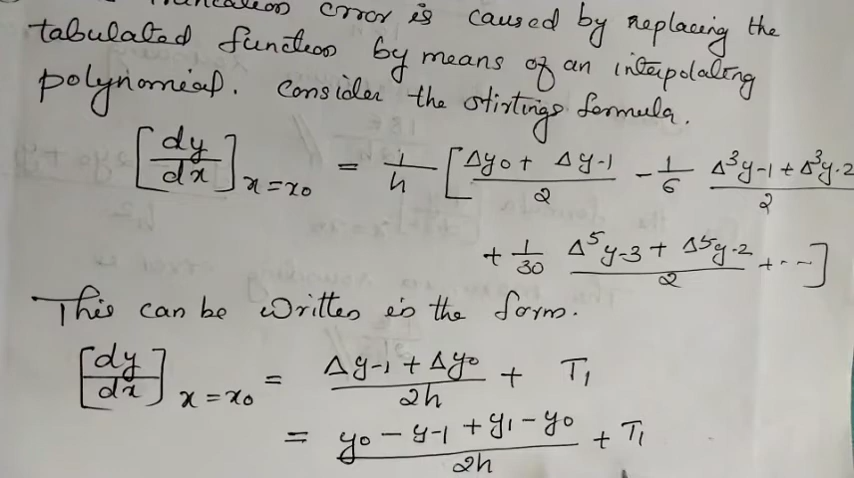 Truncation error is caused by replacing the
tabulated function by means of an interpolating
polynomial. Consider the stirtings formula.
[dy/dx]x=x0 = 1/h [(Δy0 + Δy-1)/2 - 1/6 (Δ³y-1 + Δ³y-2)/2
+ 1/30 (Δ⁵y-3 + Δ⁵y-2)/2 + ---]
This can be written in the form.
[dy/dx]x=x0 = (Δy-1 + Δy0)/2h + T1
= (y0 - y-1 + y1 - y0)/2h + T1